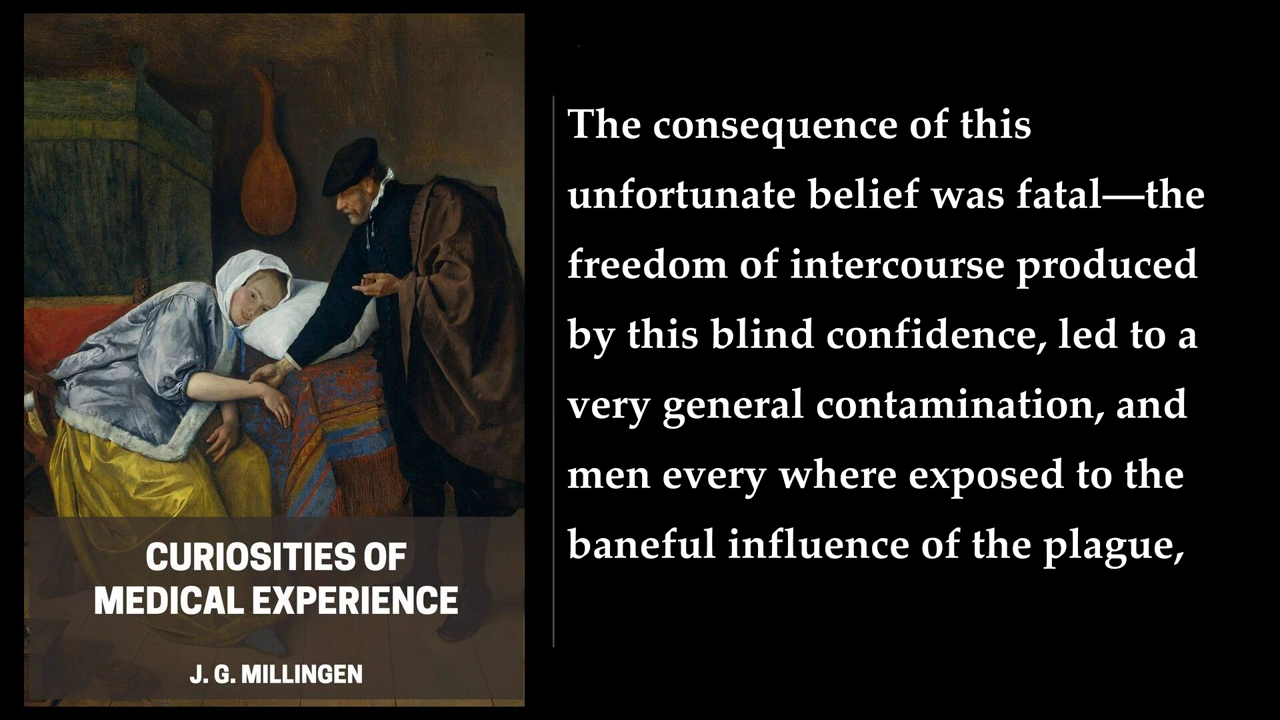 CURIOSITIES OF
MEDICAL EXPERIENCE
J. G. MILLINGEN
The consequence of this
unfortunate belief was fatal—the
freedom of intercourse produced
by this blind confidence, led to a
very general contamination, and
men every where exposed to the
baneful influence of the plague,